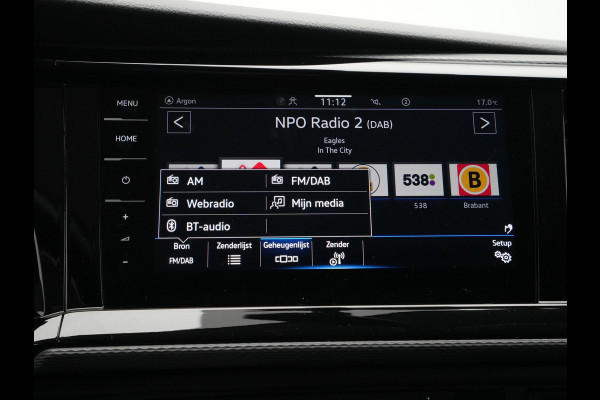 MENU
HOME
Argon
11:12
2
17.0°C
NPO Radio 2 (DAB)
Eagles
In The City
538
B
538
Brabant
AM
FM/DAB
Webradio
Mijn media
BT-audio
Bron
FM/DAB
Zenderlijst
Geheugenlijst
Zender
Setup